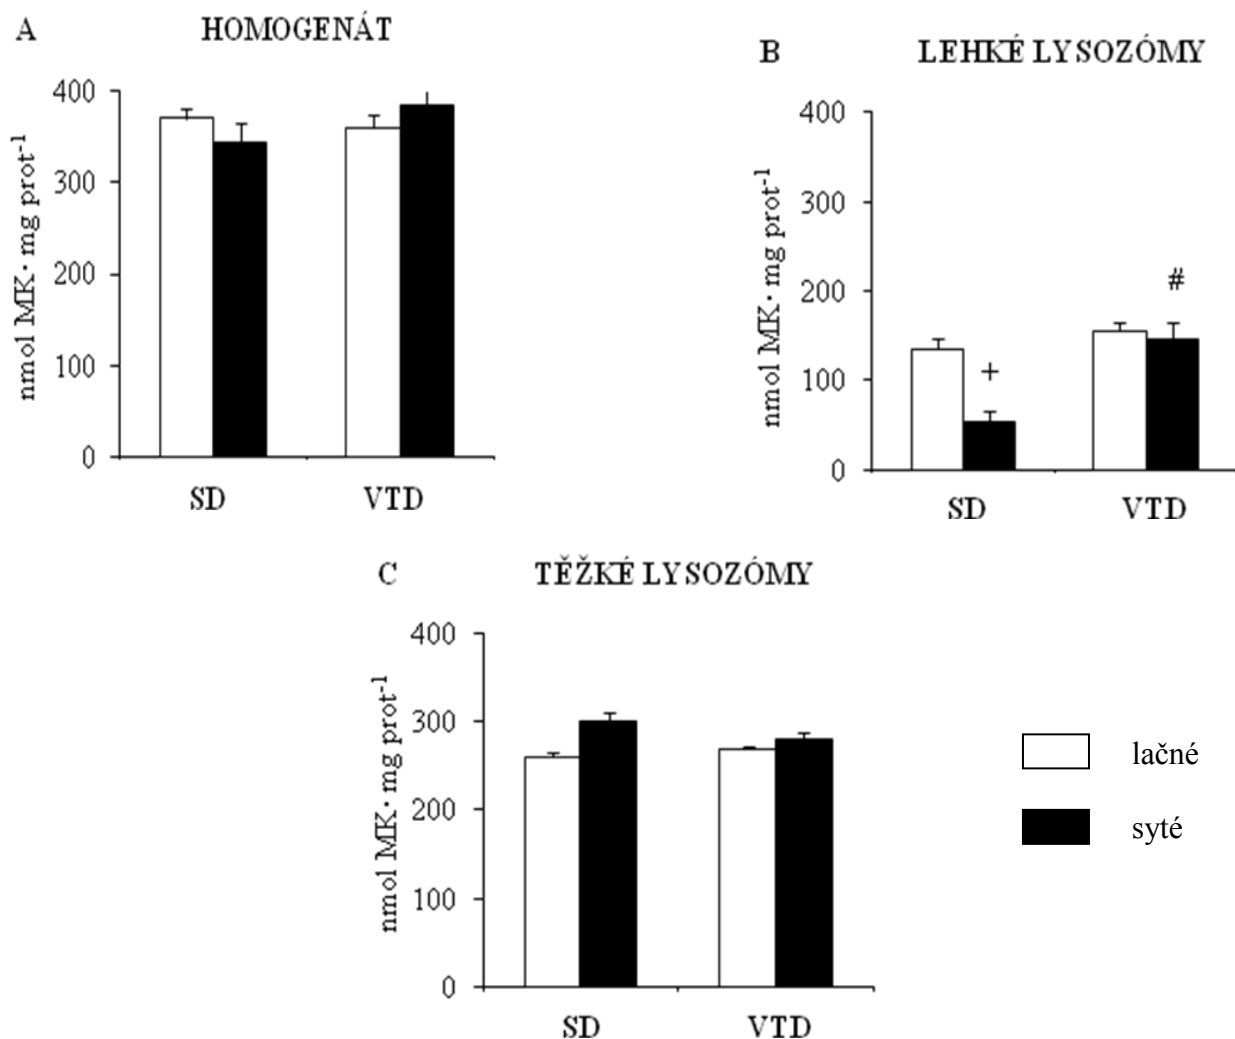 A HOMOGENÁT
400
300
200
100
0
nmol MK· mg prot⁻¹
SD VTD
B LEHKÉ LYSOZÓMY
400
300
200
100
0
nmol MK· mg prot⁻¹
+
#
SD VTD
C TĚŽKÉ LYSOZÓMY
400
300
200
100
0
nmol MK· mg prot⁻¹
SD VTD
lačné
syté